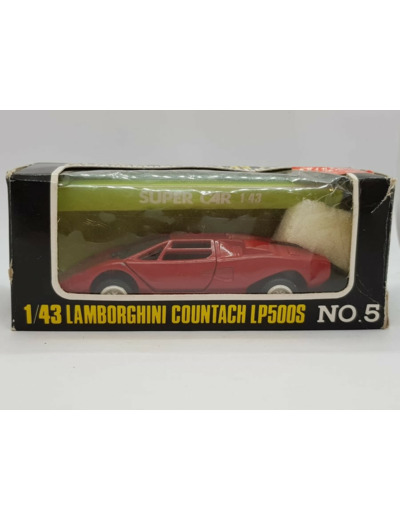 SUPER CAR 1 43
1/43 LAMBORGHINI COUNTACH LP500S NO.5